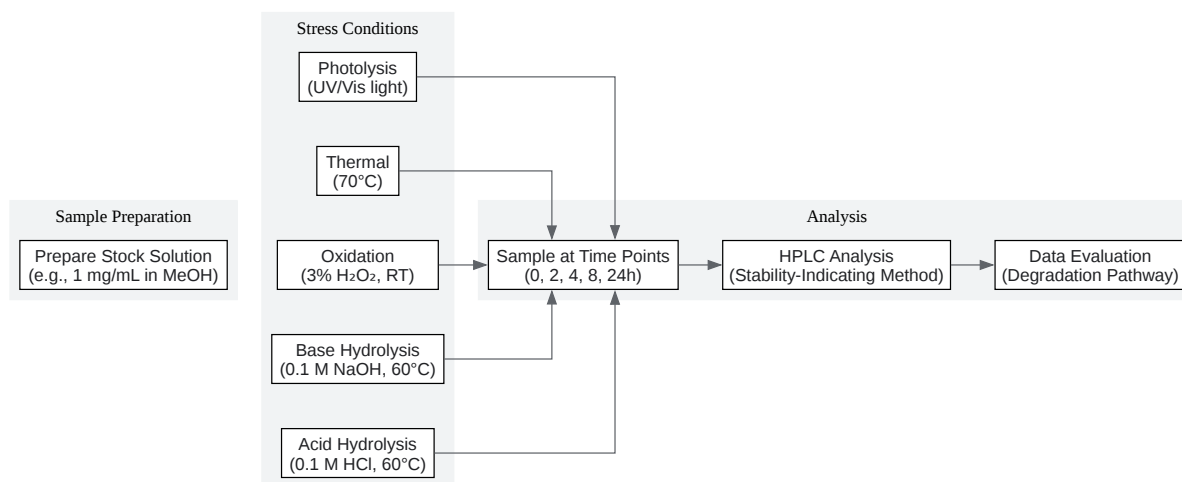 Sample Preparation
Prepare Stock Solution
(e.g., 1 mg/mL in MeOH)
Stress Conditions
Photolysis
(UV/Vis light)
Thermal
(70°C)
Oxidation
(3% H₂O₂, RT)
Base Hydrolysis
(0.1 M NaOH, 60°C)
Acid Hydrolysis
(0.1 M HCl, 60°C)
Analysis
Sample at Time Points
(0, 2, 4, 8, 24h)
HPLC Analysis
(Stability-Indicating Method)
Data Evaluation
(Degradation Pathway)